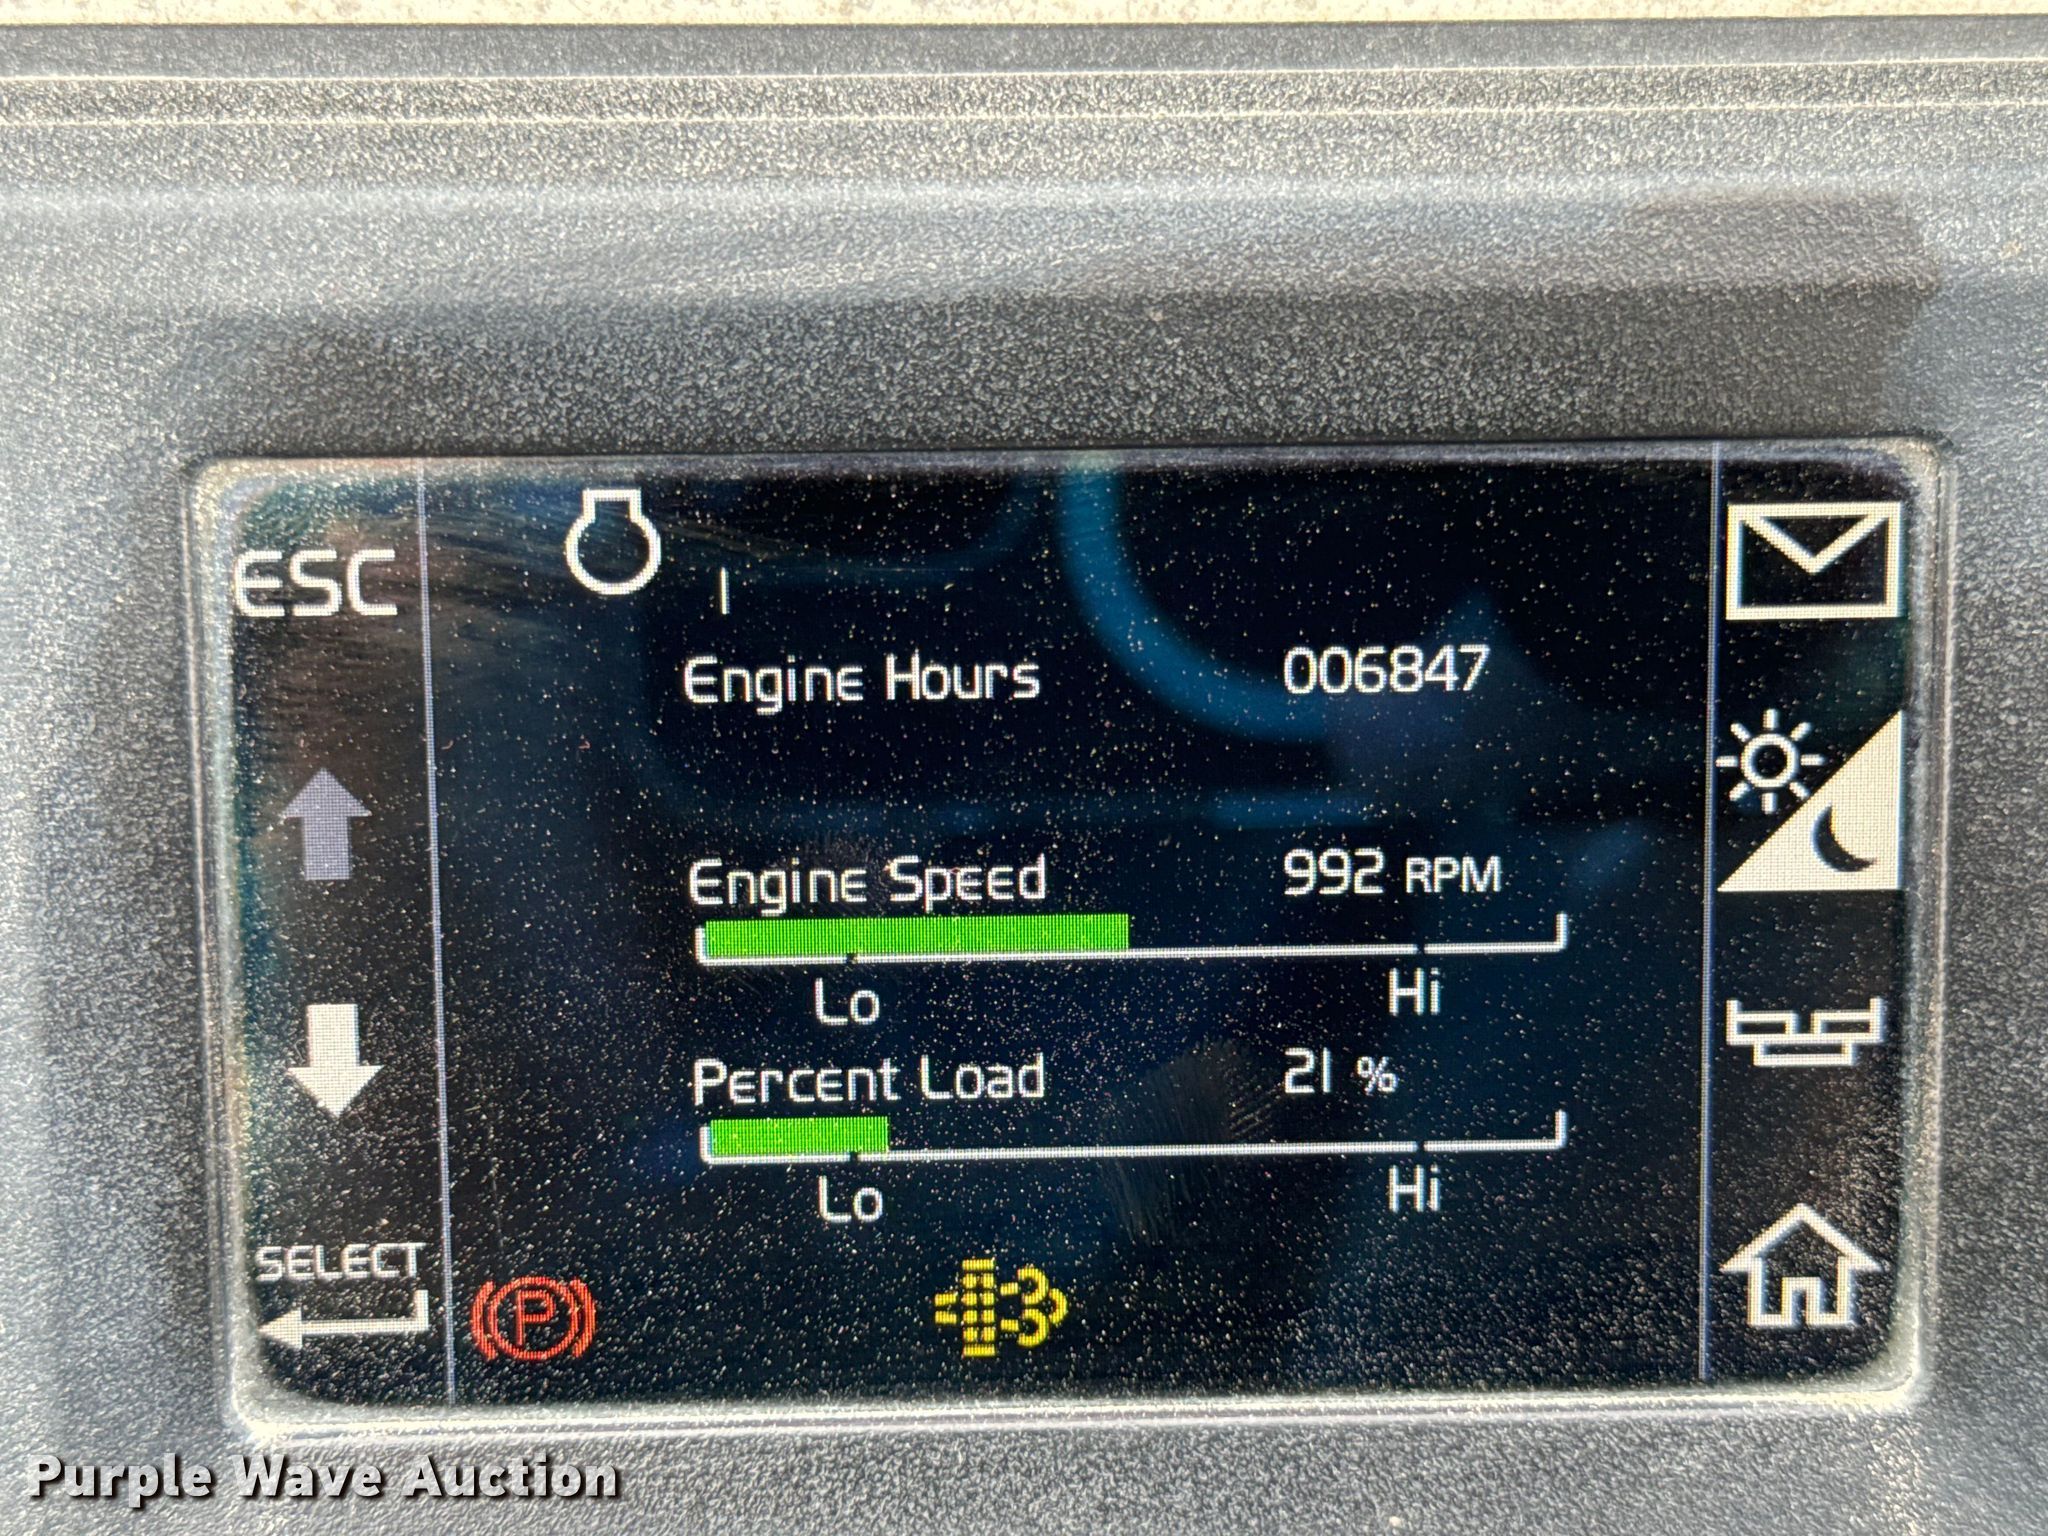 ESC
1
Engine Hours 006847
Engine Speed 992 RPM
Lo Hi
Percent Load 21 %
Lo Hi
SELECT
P
Purple Wave Auction